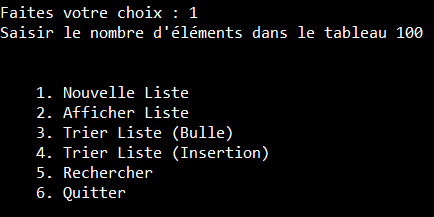 Faites votre choix : 1
Saisir le nombre d'éléments dans le tableau 100
1. Nouvelle Liste
2. Afficher Liste
3. Trier Liste (Bulle)
4. Trier Liste (Insertion)
5. Rechercher
6. Quitter